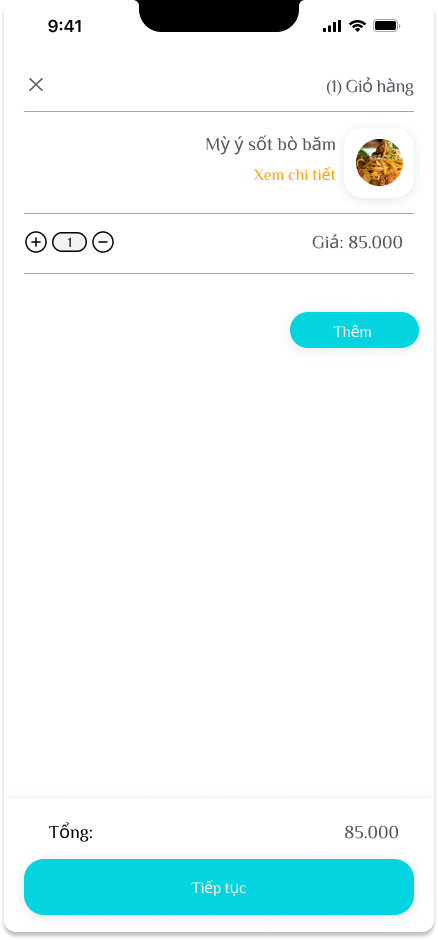 9:41
(1) Giỏ hàng
Mỳ ý sốt bò băm
Xem chi tiết
1
Giá: 85.000
Thêm
Tổng: 85.000
Tiếp tục